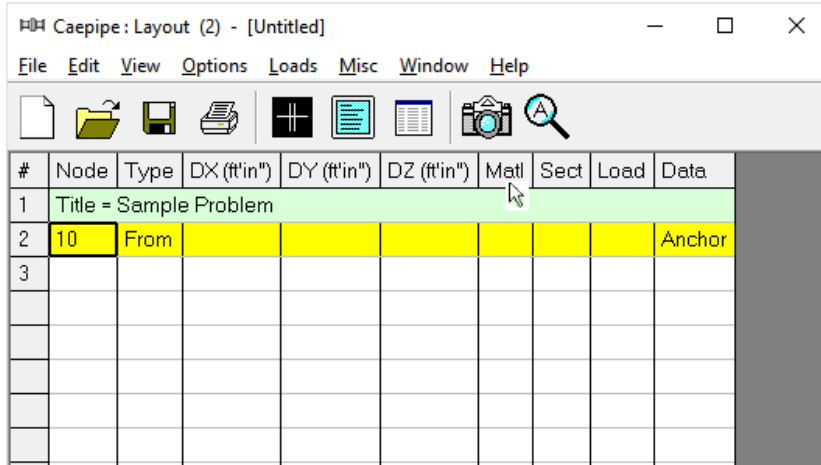 Caepipe : Layout (2) - [Untitled]
File Edit View Options Loads Misc Window Help
# Node Type DX (ft'in") DY (ft'in") DZ (ft'in") Matl Sect Load Data
1 Title = Sample Problem
2 10 From Anchor
3